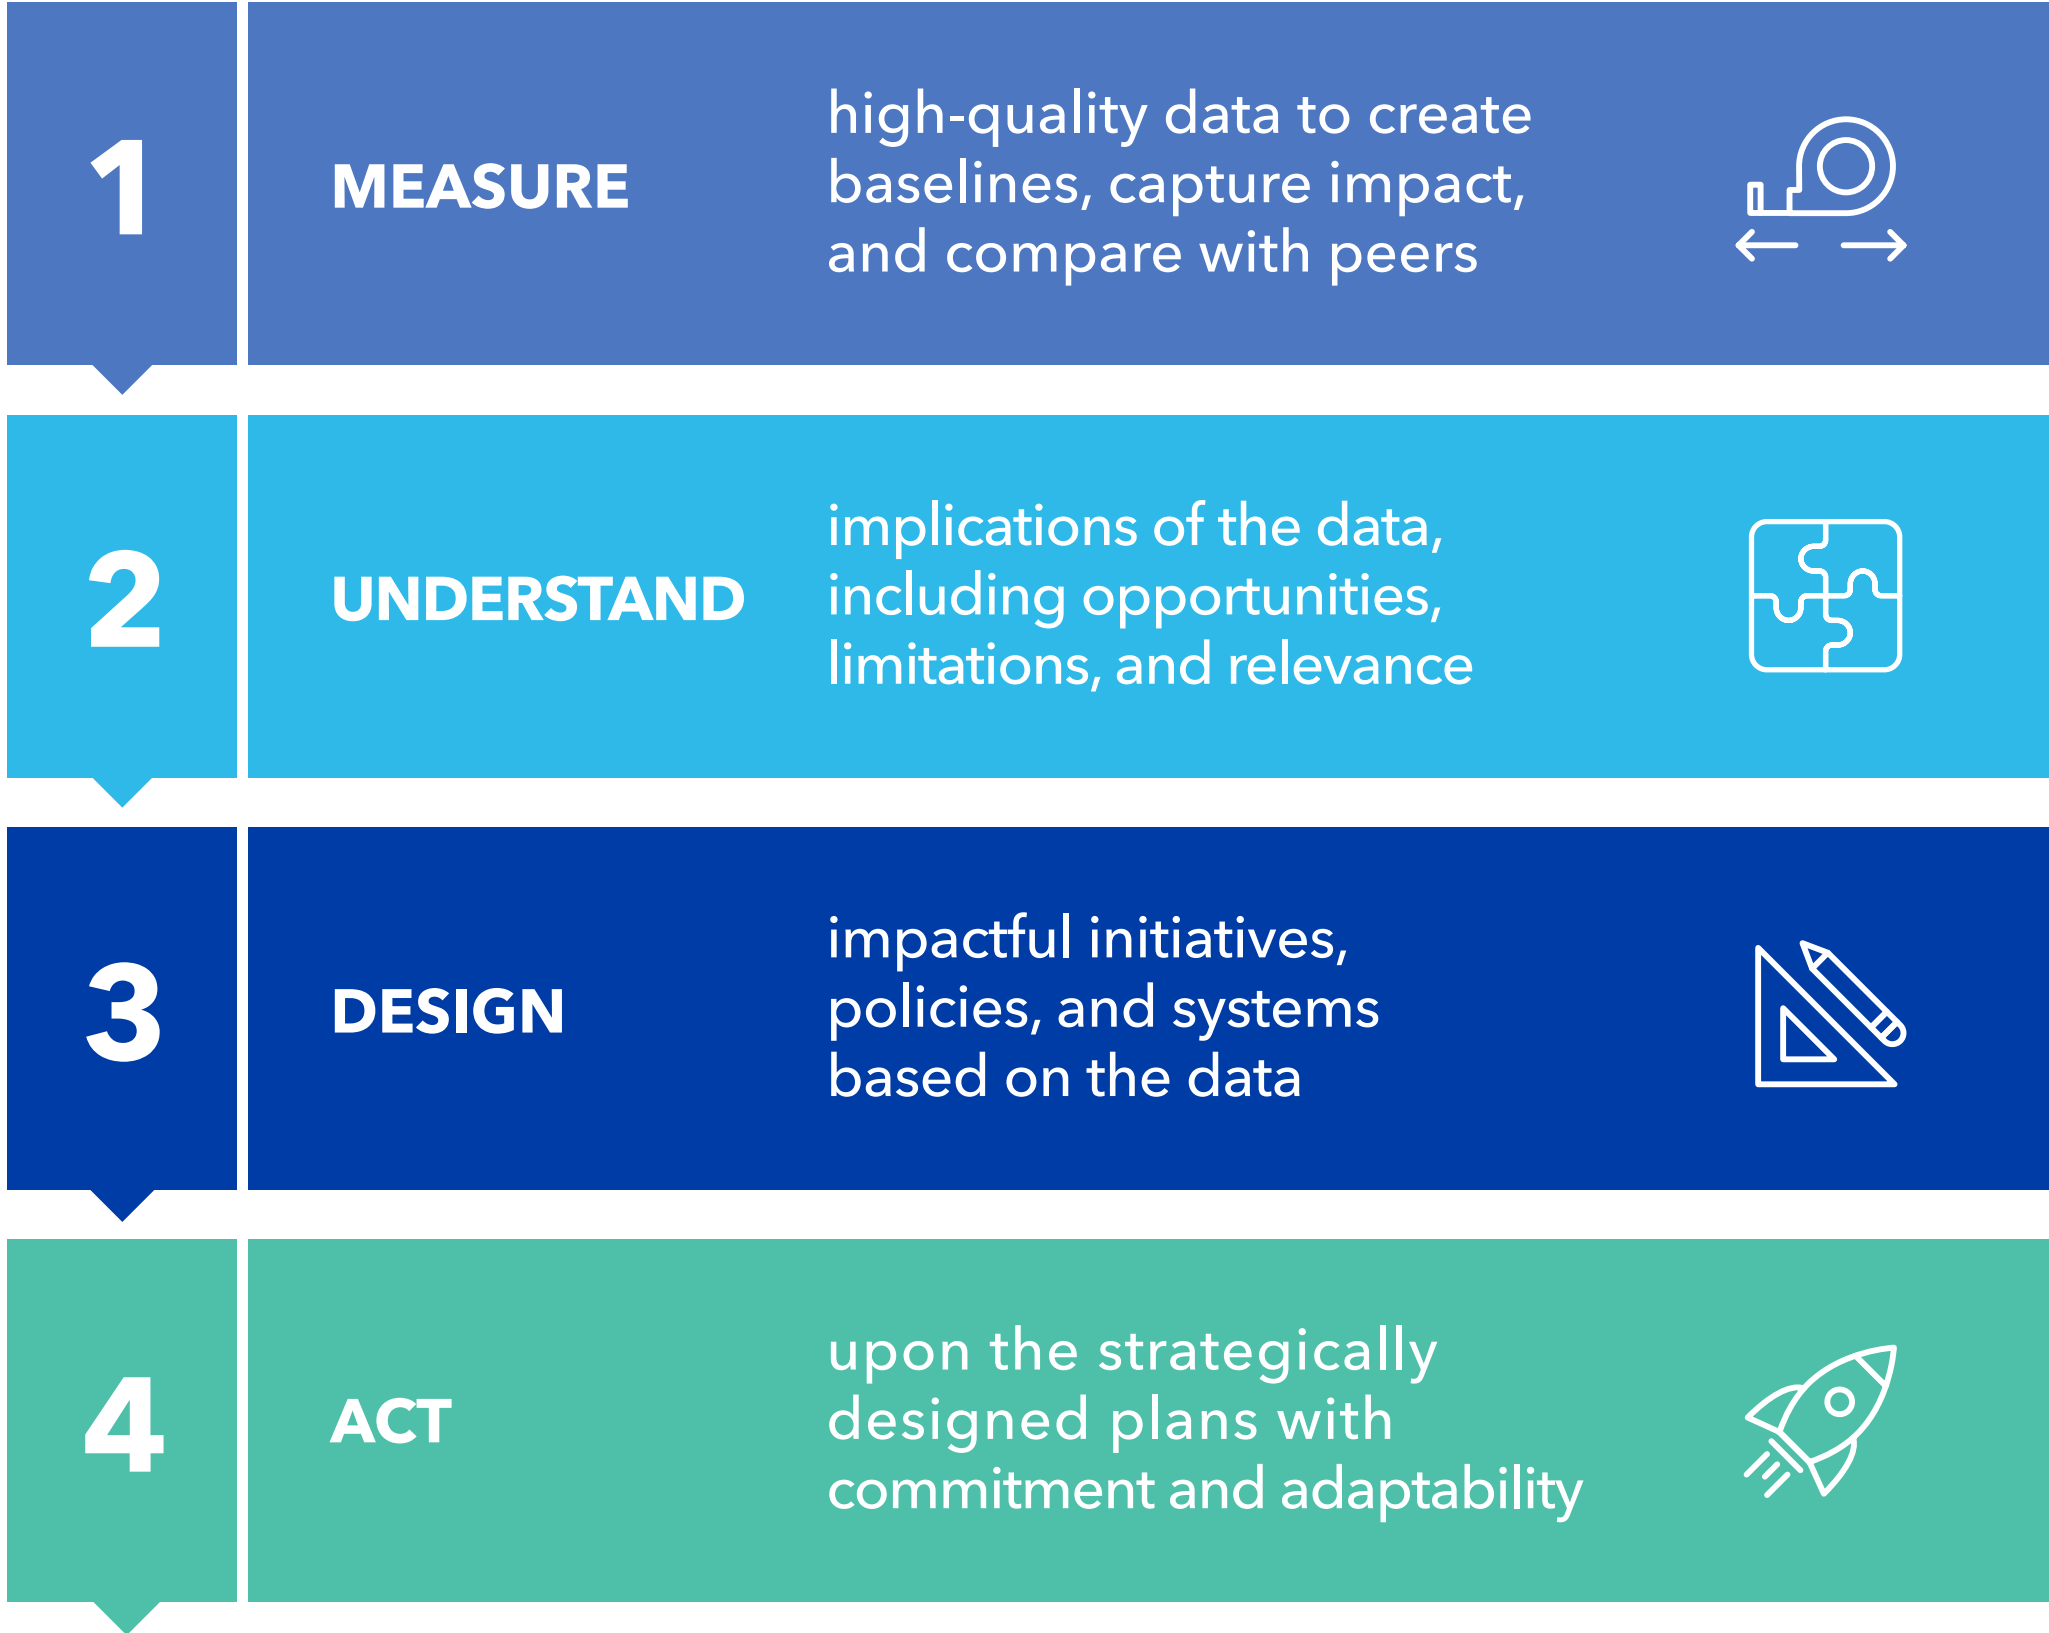 1
MEASURE
high-quality data to create
baselines, capture impact,
and compare with peers
2
UNDERSTAND
implications of the data,
including opportunities,
limitations, and relevance
3
DESIGN
impactful initiatives,
policies, and systems
based on the data
4
ACT
upon the strategically
designed plans with
commitment and adaptability